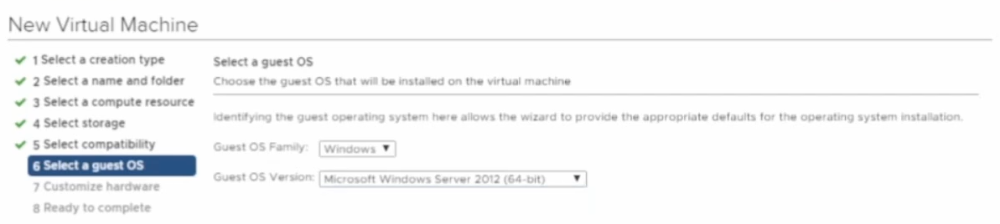 New Virtual Machine
1 Select a creation type
2 Select a name and folder
3 Select a compute resource
4 Select storage
5 Select compatibility
6 Select a guest OS
7 Customize hardware
8 Ready to complete
Select a guest OS
Choose the guest OS that will be installed on the virtual machine
Identifying the guest operating system here allows the wizard to provide the appropriate defaults for the operating system installation.
Guest OS Family: Windows
Guest OS Version: Microsoft Windows Server 2012 (64-bit)